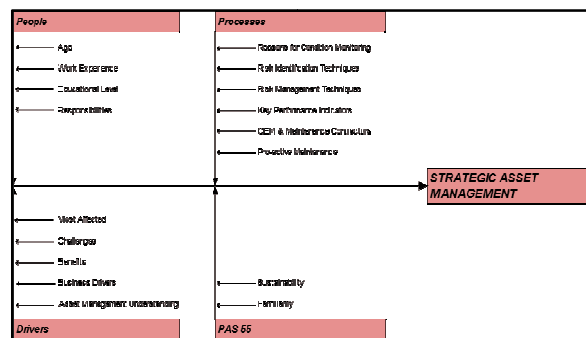 People
Age
Work Experience
Educational Level
Responsibilities
Processes
Reasons for Condition Monitoring
Risk Identification Techniques
Risk Management Techniques
Key Performance Indicators
OEM & Maintenance Contractors
Pro-active Maintenance
STRATEGIC ASSET
MANAGEMENT
Most Affected
Challenges
Benefits
Business Drivers
Asset Management Understanding
Drivers
Sustainability
Familiarity
PAS 55